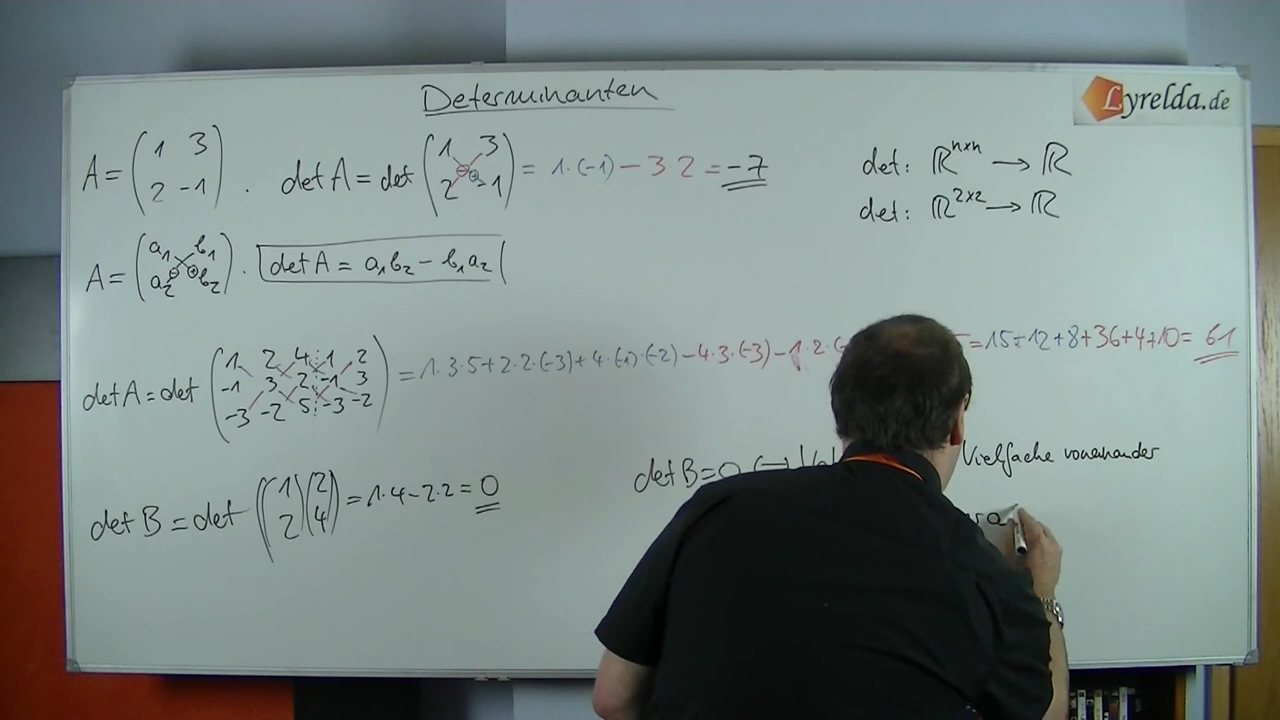 Determinanten
Lyrelda.de
A = (1 3
2 -1) . det A = det (1 3
2 -1) = 1·(-1) - 3 2 = -7
det: ℝⁿˣⁿ → ℝ
det: ℝ²ˣ² → ℝ
A = (a₁ b₁
a₂ b₂) . det A = a₁b₂ - b₁a₂
det A = det (1 2 4 1 2
-1 3 2 -1 3
-3 -2 5 -3 -2) = 1·3·5+2·2·(-3)+4·(-1)·(-2)-4·3·(-3)-1·2·(- = 15-12+8+36+4+10= 61
det B = det (1 2
2 4) = 1·4-2·2 = 0
det B = 0 Vielfache voneinander